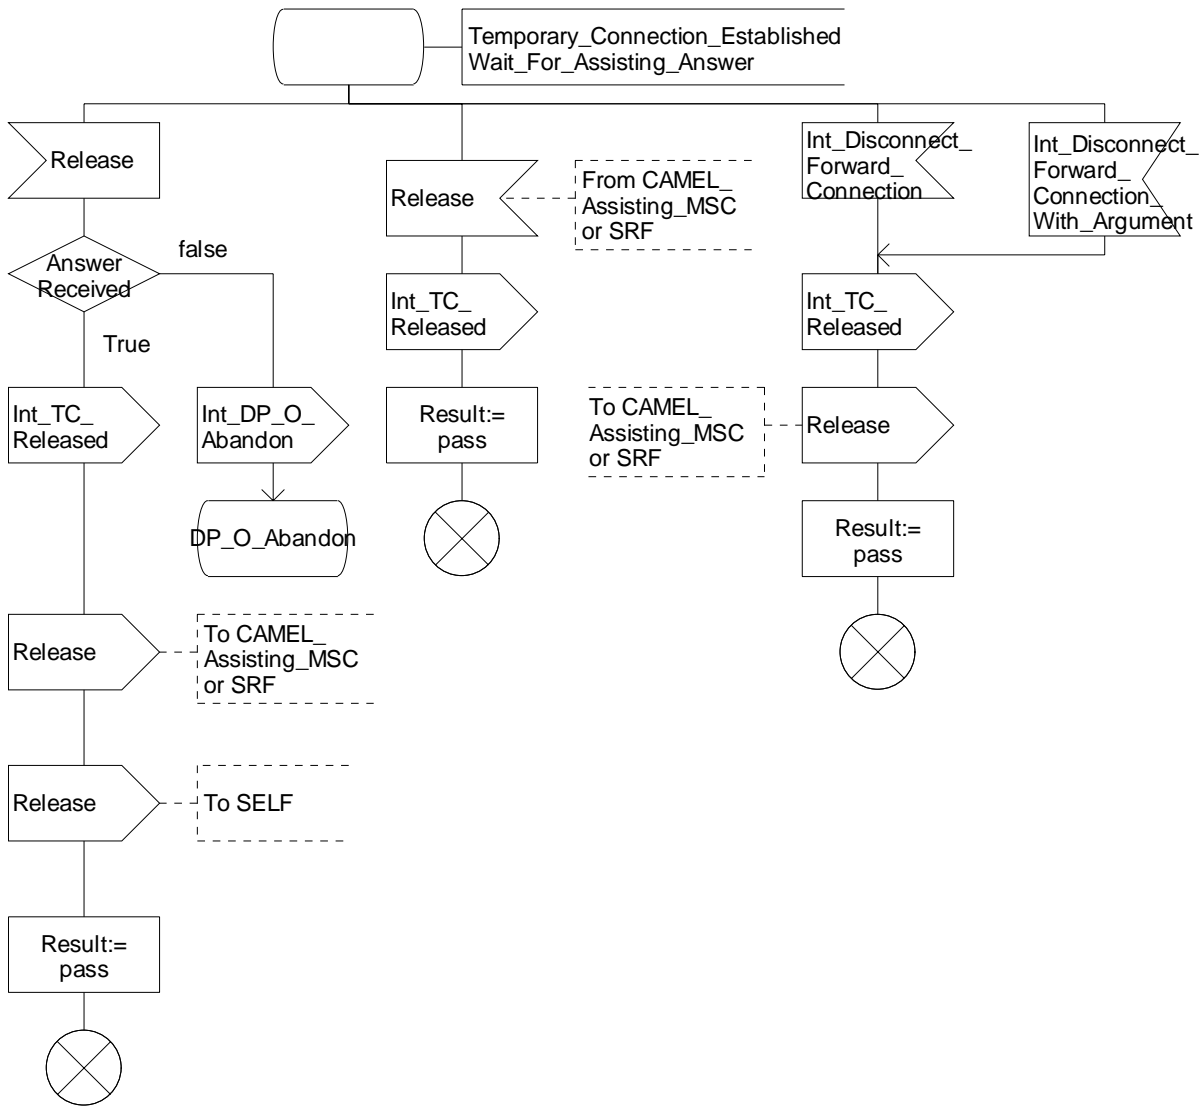 Temporary_Connection_Established
Wait_For_Assisting_Answer
Release
Release
From CAMEL_
Assisting_MSC
or SRF
Int_Disconnect_
Forward_
Connection
Int_Disconnect_
Forward_
Connection_
With_Argument
Answer
Received
false
True
Int_TC_
Released
Int_TC_
Released
Int_TC_
Released
Int_DP_O_
Abandon
Result:=
pass
To CAMEL_
Assisting_MSC
or SRF
Release
DP_O_Abandon
Result:=
pass
Release
To CAMEL_
Assisting_MSC
or SRF
Release
To SELF
Result:=
pass